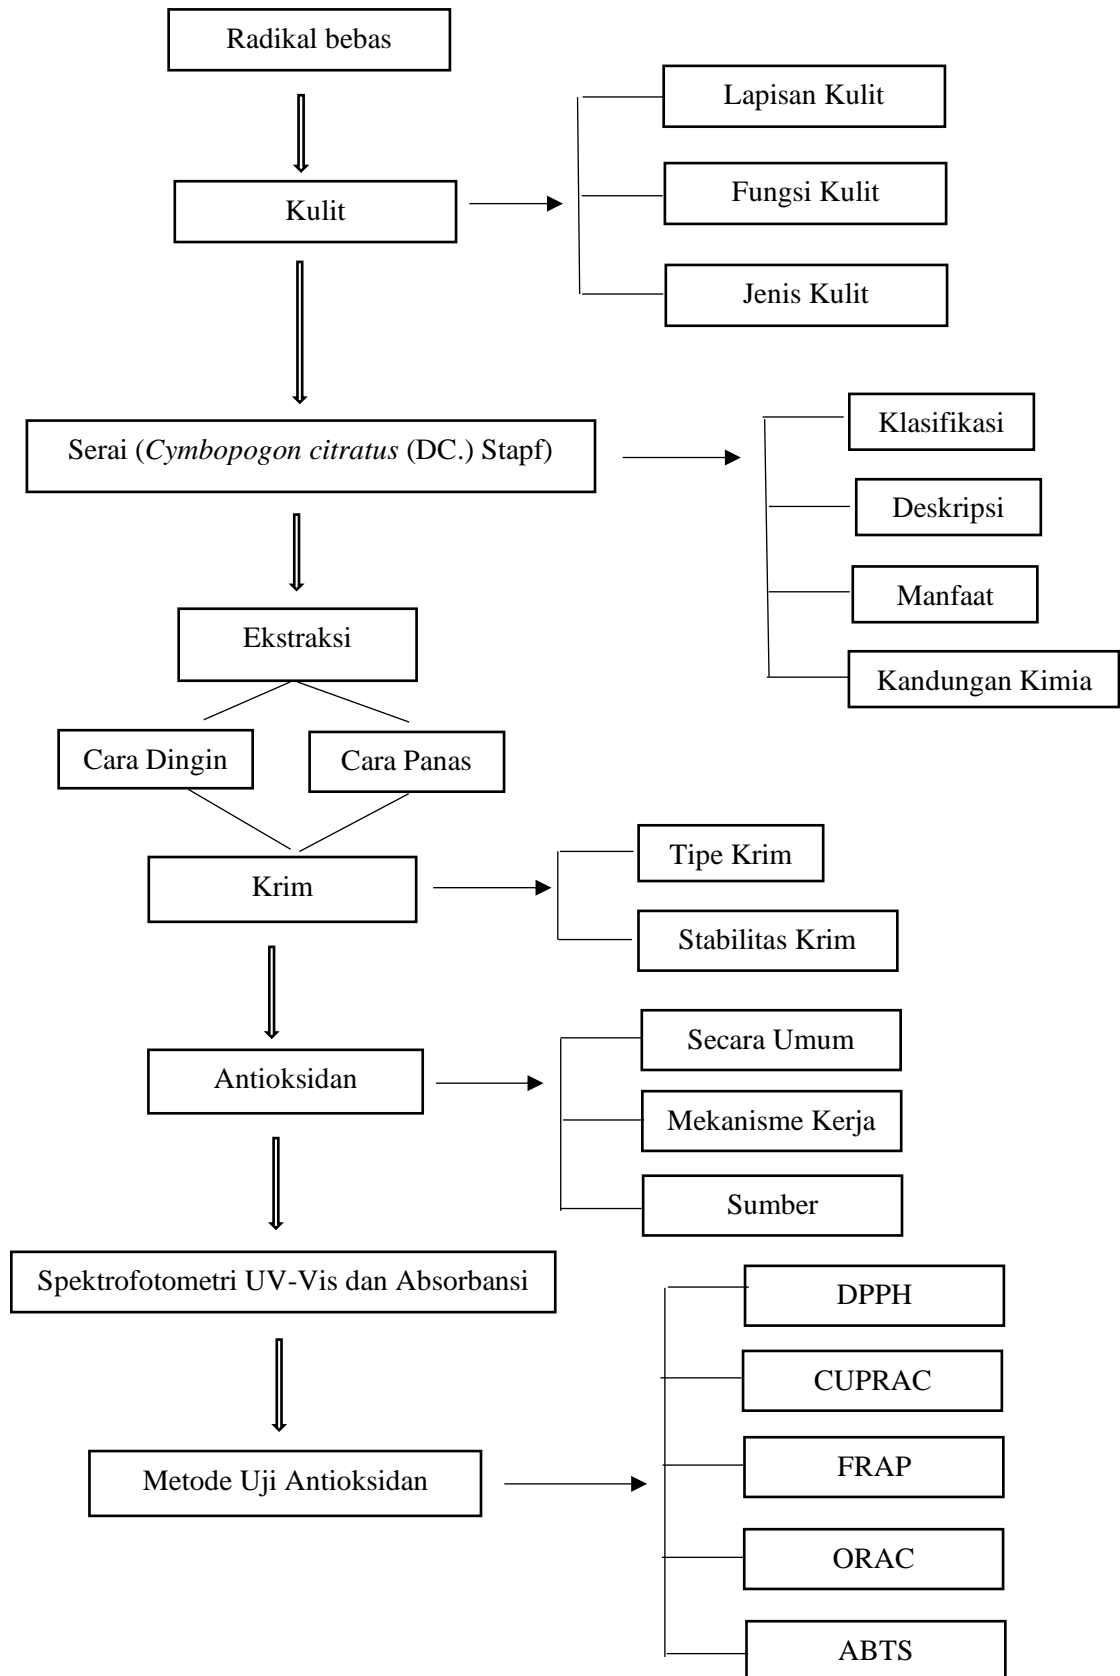 Radikal bebas
Lapisan Kulit
Kulit
Fungsi Kulit
Jenis Kulit
Serai (Cymbopogon citratus (DC.) Stapf)
Klasifikasi
Deskripsi
Manfaat
Kandungan Kimia
Ekstraksi
Cara Dingin
Cara Panas
Krim
Tipe Krim
Stabilitas Krim
Antioksidan
Secara Umum
Mekanisme Kerja
Sumber
Spektrofotometri UV-Vis dan Absorbansi
Metode Uji Antioksidan
DPPH
CUPRAC
FRAP
ORAC
ABTS